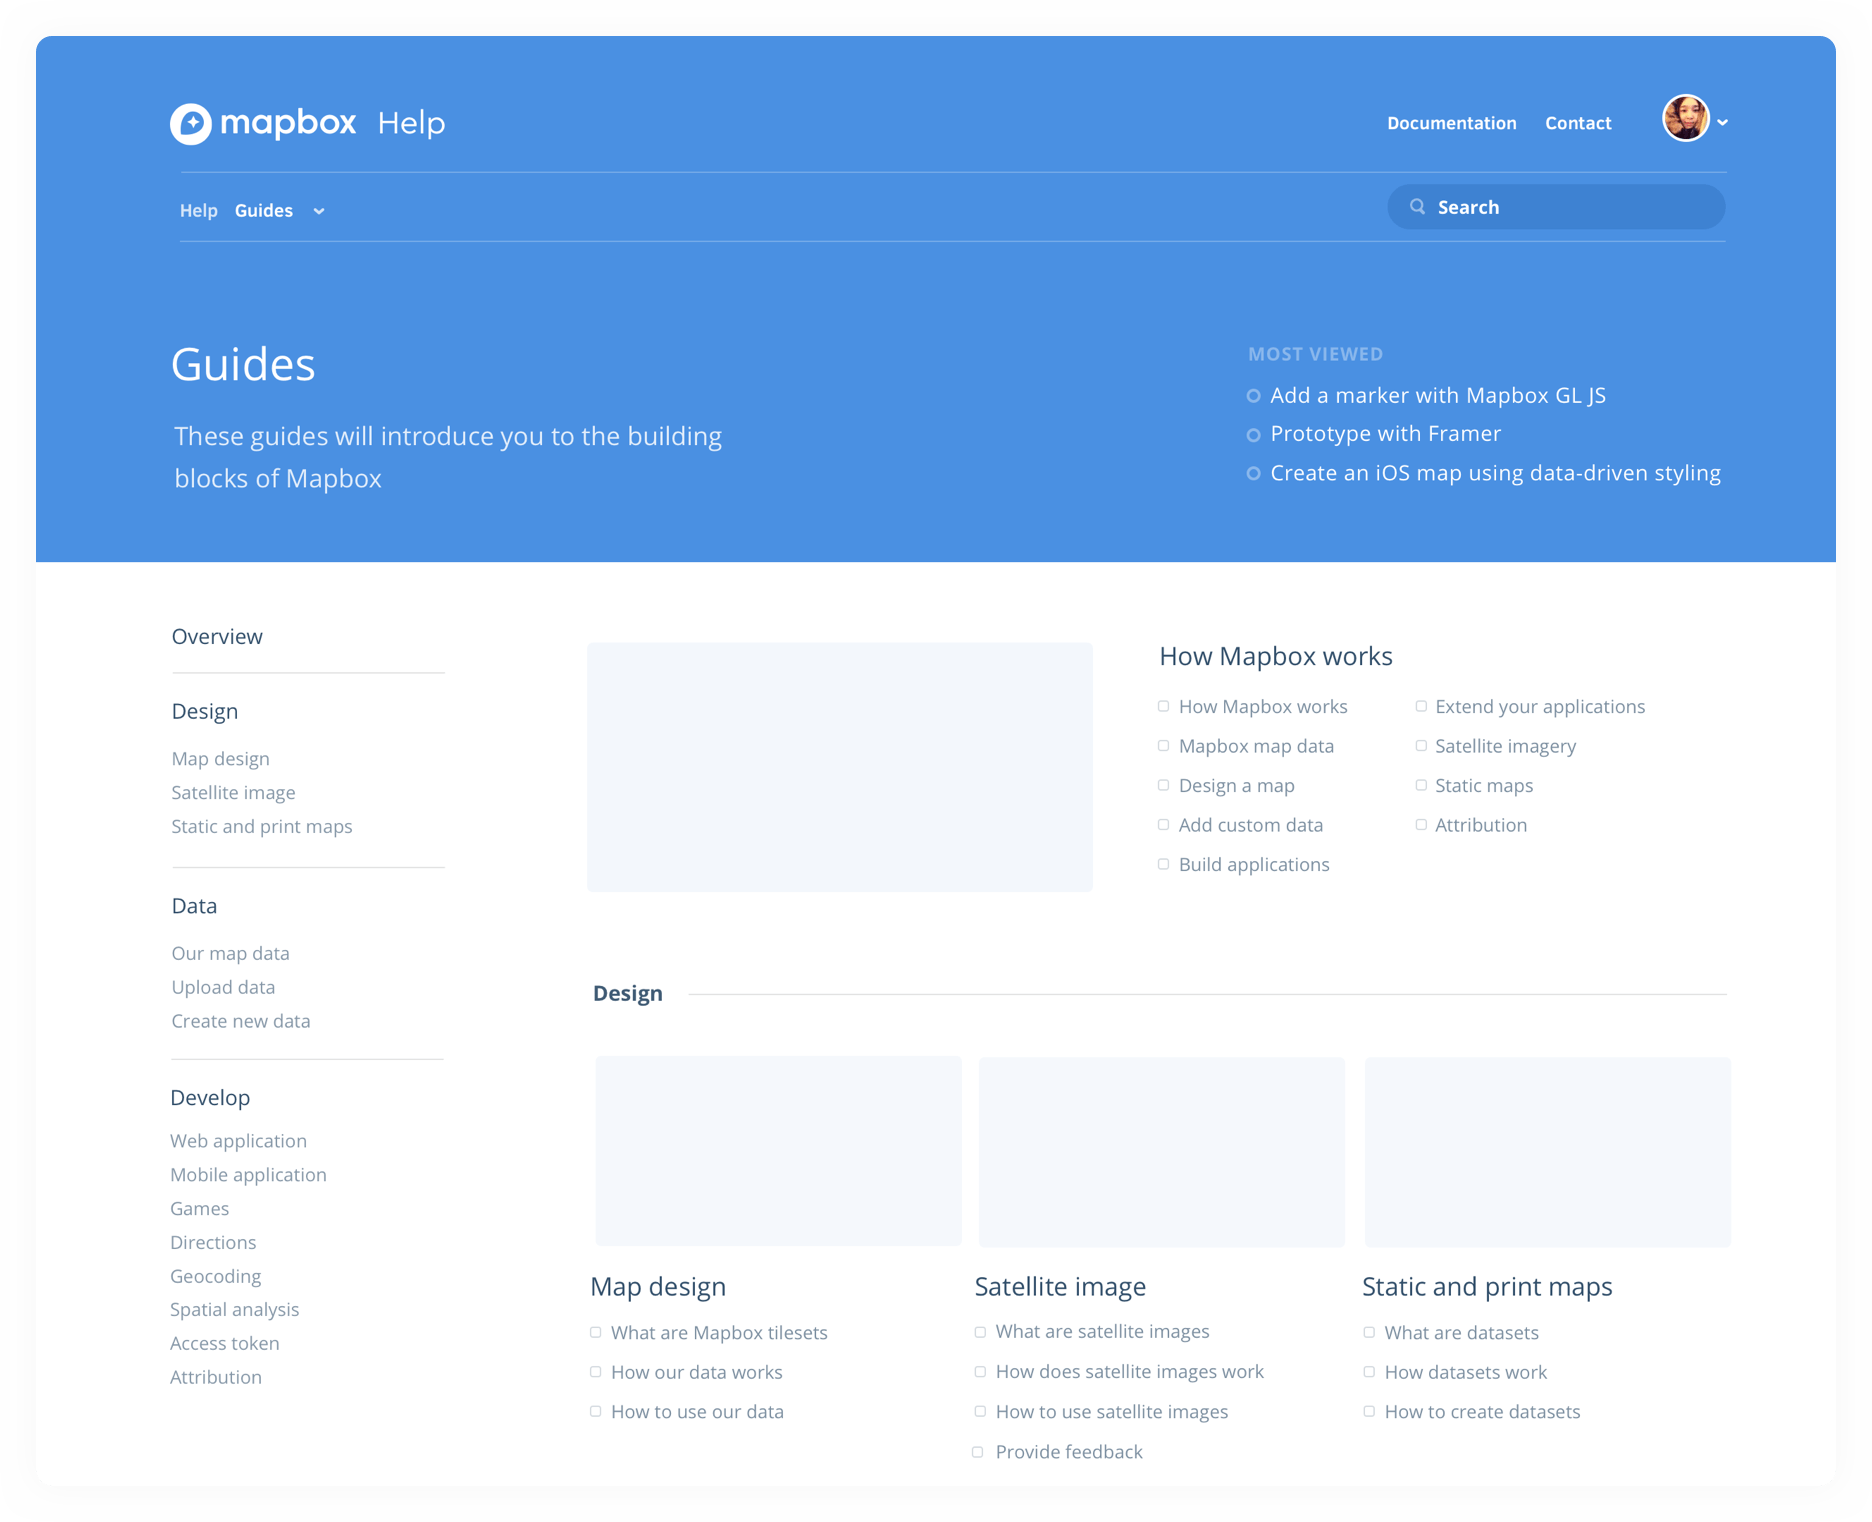 mapbox Help
Documentation Contact
Help Guides
Search
Guides
These guides will introduce you to the building
blocks of Mapbox
MOST VIEWED
Add a marker with Mapbox GL JS
Prototype with Framer
Create an iOS map using data-driven styling
Overview
Design
Map design
Satellite image
Static and print maps
Data
Our map data
Upload data
Create new data
Develop
Web application
Mobile application
Games
Directions
Geocoding
Spatial analysis
Access token
Attribution
How Mapbox works
How Mapbox works
Mapbox map data
Design a map
Add custom data
Build applications
Extend your applications
Satellite imagery
Static maps
Attribution
Design
Map design
What are Mapbox tilesets
How our data works
How to use our data
Satellite image
What are satellite images
How does satellite images work
How to use satellite images
Provide feedback
Static and print maps
What are datasets
How datasets work
How to create datasets